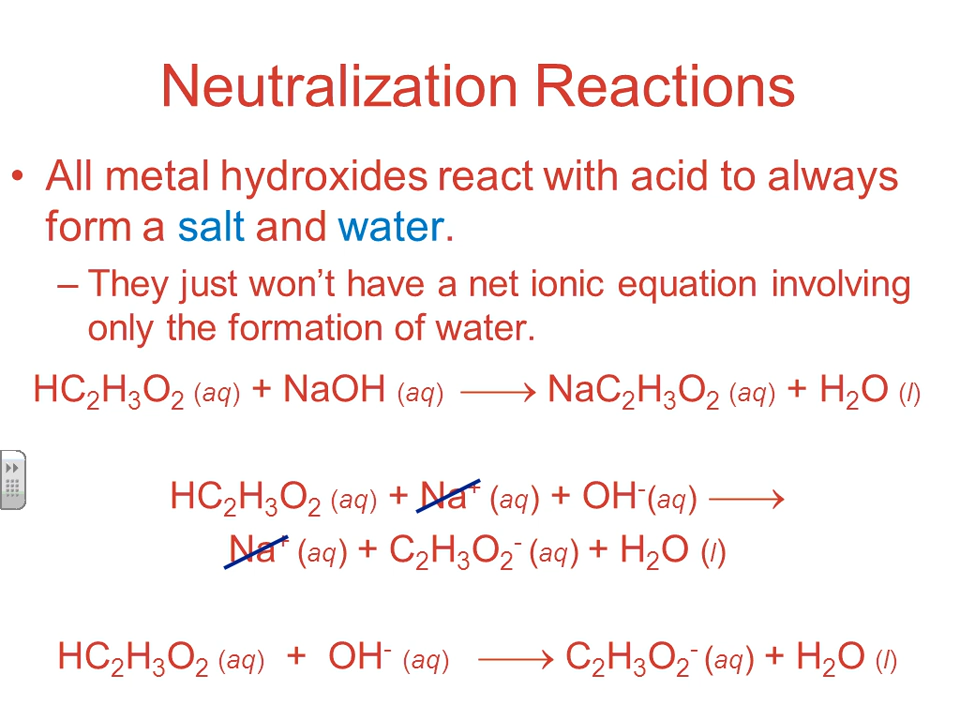 Neutralization Reactions
• All metal hydroxides react with acid to always
form a salt and water.
– They just won’t have a net ionic equation involving
only the formation of water.
HC₂H₃O₂ (aq) + NaOH (aq) ⟶ NaC₂H₃O₂ (aq) + H₂O (l)
HC₂H₃O₂ (aq) + Na⁺ (aq) + OH⁻(aq) ⟶
Na⁺ (aq) + C₂H₃O₂⁻ (aq) + H₂O (l)
HC₂H₃O₂ (aq) + OH⁻ (aq) ⟶ C₂H₃O₂⁻ (aq) + H₂O (l)